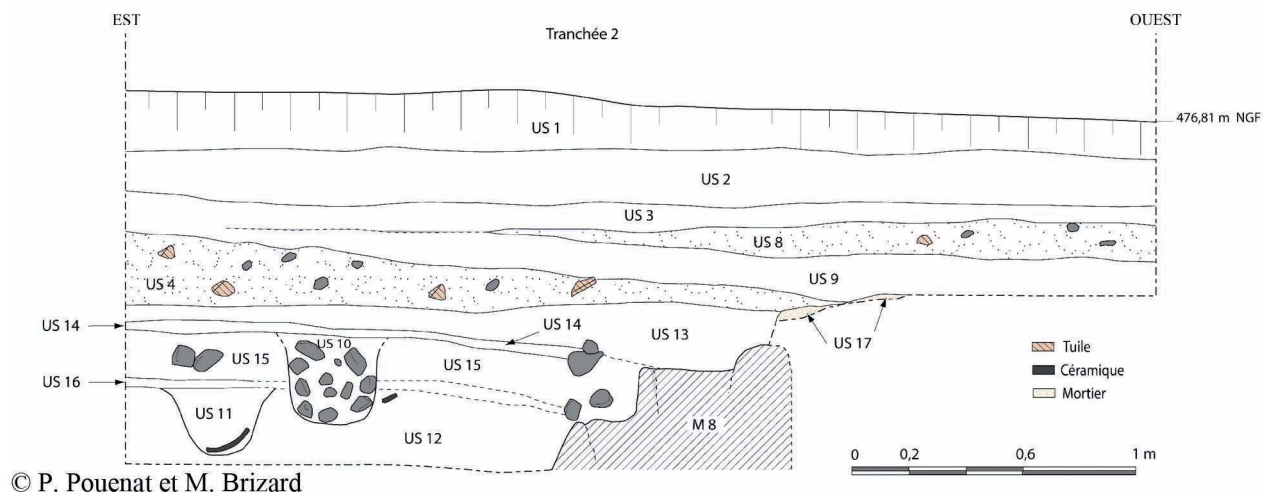 EST
OUEST
Tranchée 2
476,81 m NGF
US 1
US 2
US 3
US 8
US 9
US 4
US 14
US 14
US 13
US 10
US 15
US 15
US 17
US 16
US 11
US 12
M 8
Tuile
Céramique
Mortier
0 0,2 0,6 1 m
© P. Pouenat et M. Brizard